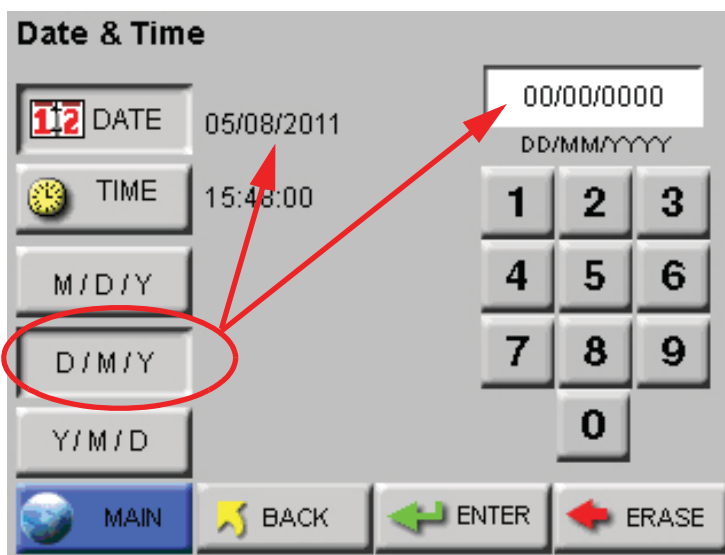 Date & Time
00/00/0000
12 DATE
05/08/2011
DD/MM/YYYY
TIME
15:48:00
1 2 3
M/D/Y
4 5 6
D/M/Y
7 8 9
Y/M/D
0
MAIN
BACK
ENTER
ERASE